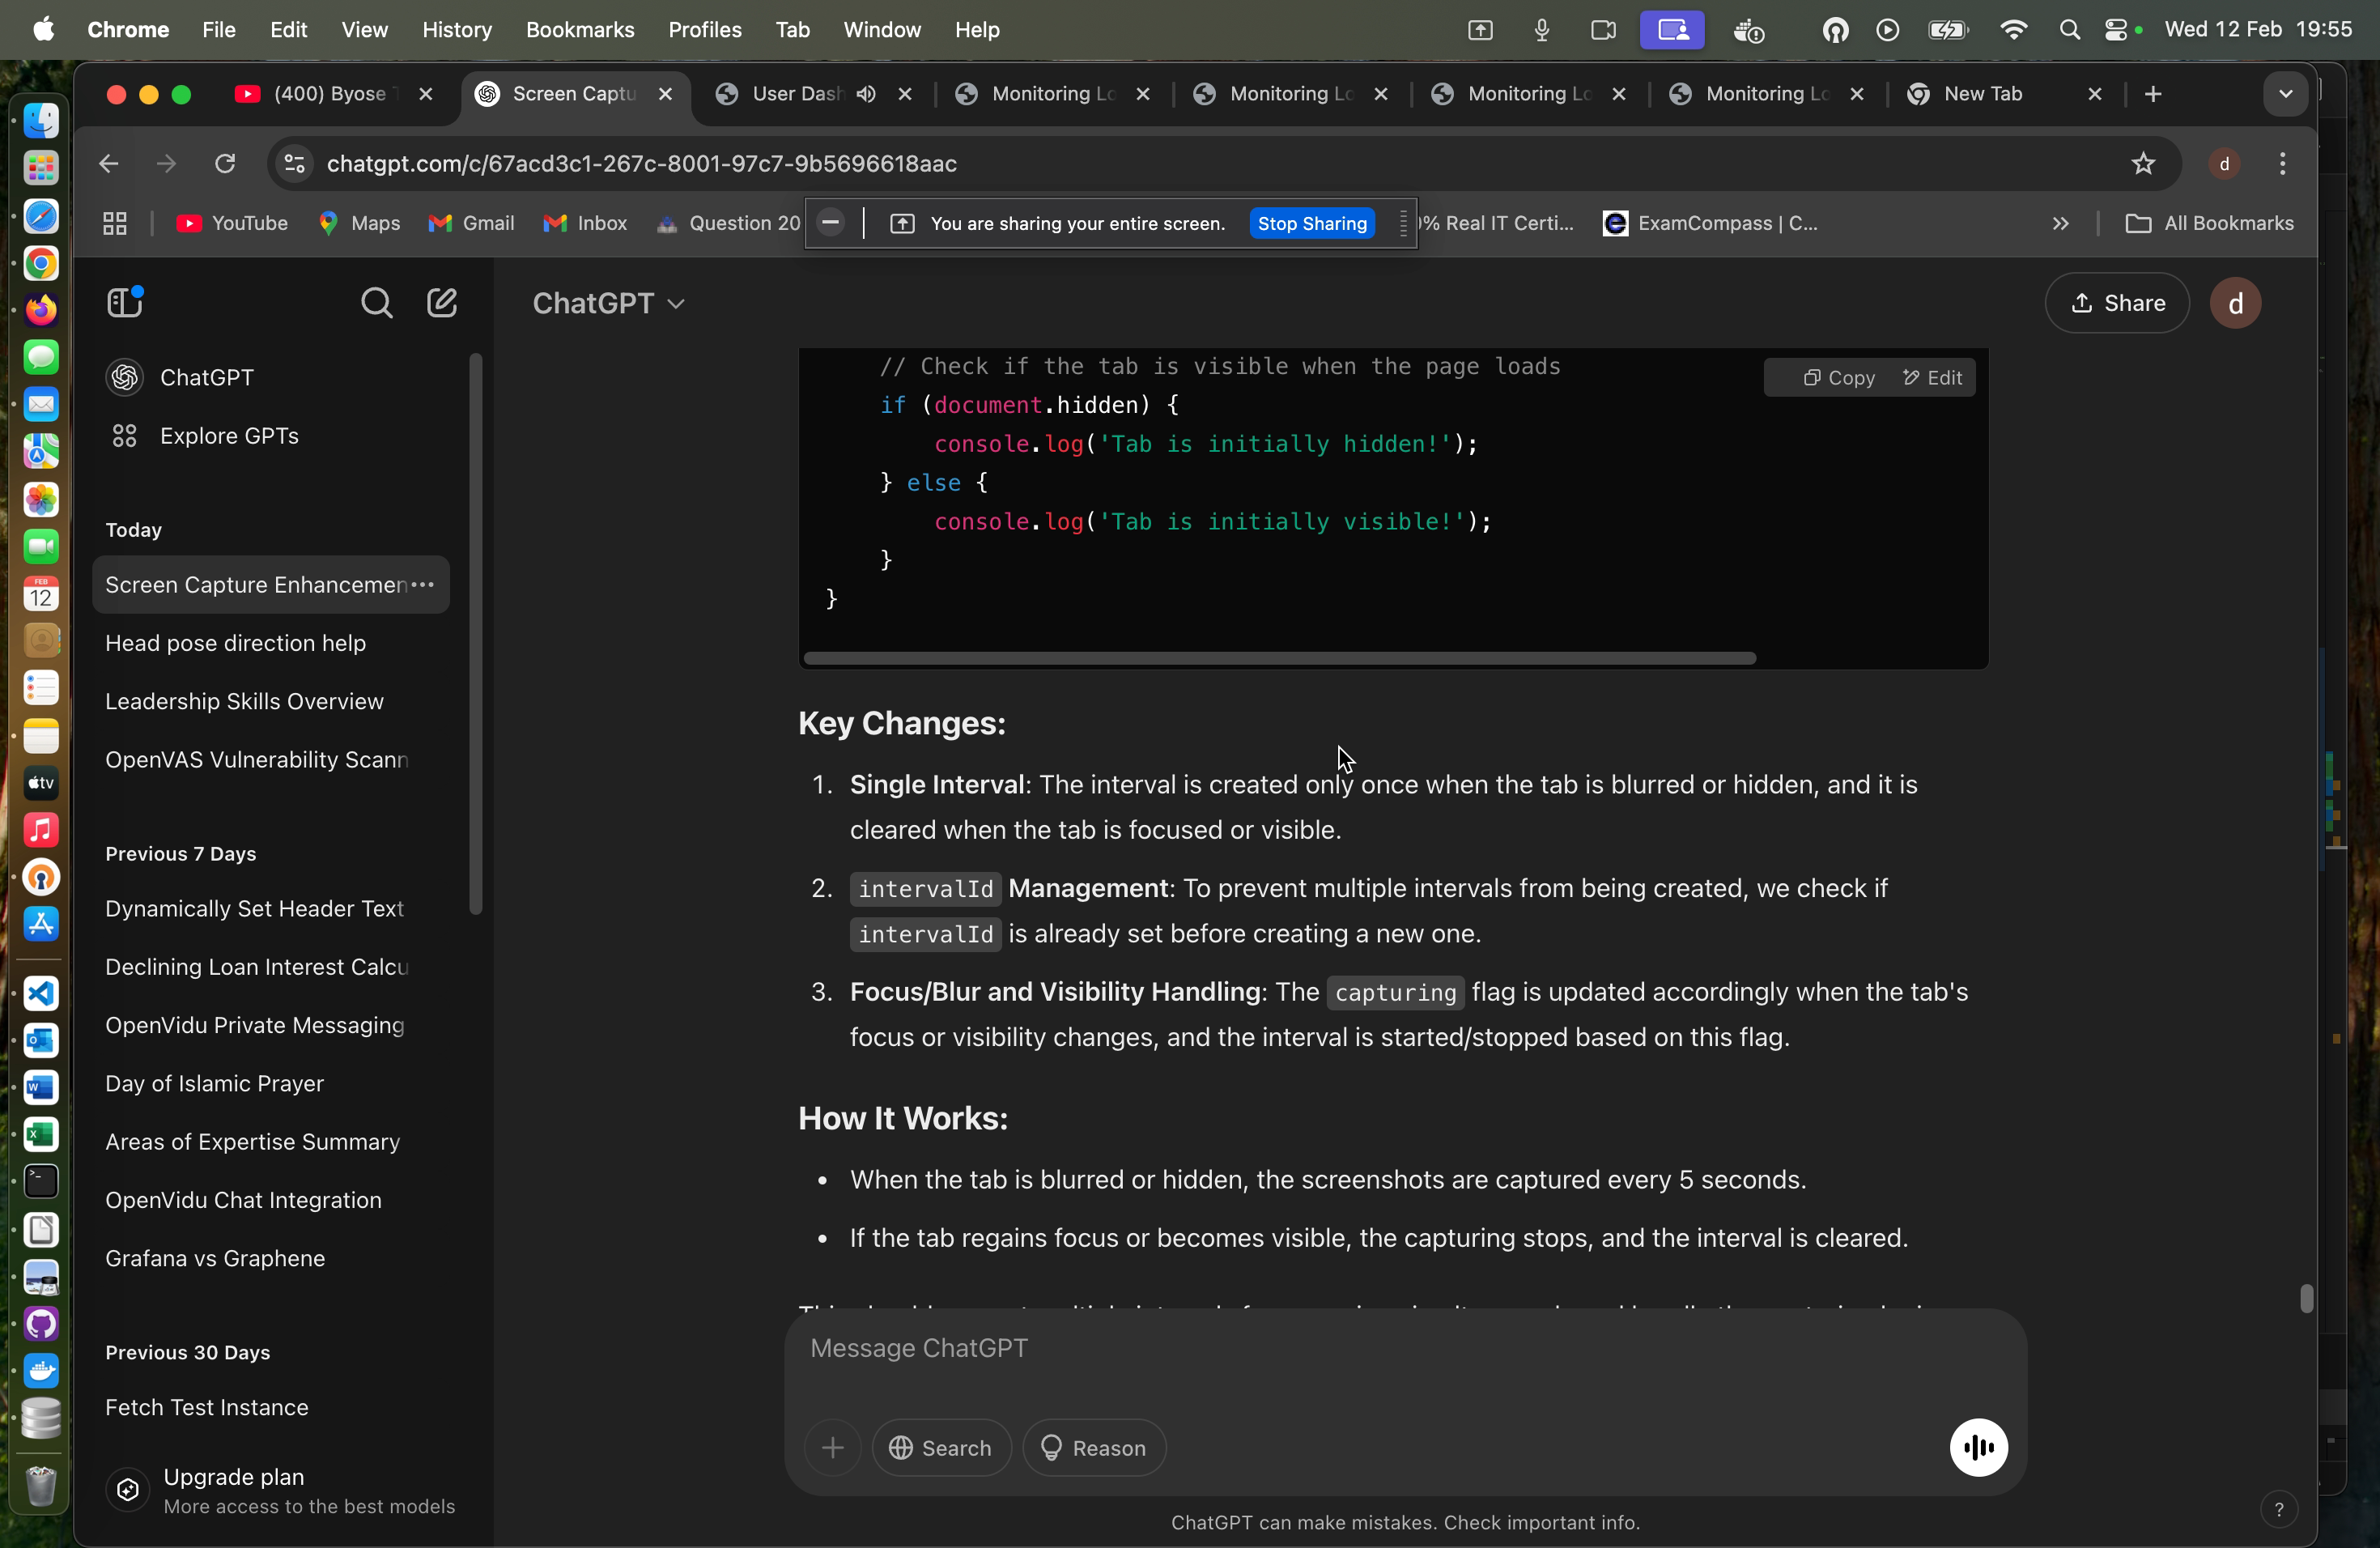 Chrome File Edit View History Bookmarks Profiles Tab Window Help Wed 12 Feb 19:55
(400) Byose Screen Captu User Dash Monitoring Lo Monitoring Lo Monitoring Lo Monitoring Lo New Tab
chatgpt.com/c/67acd3c1-267c-8001-97c7-9b5696618aac d
YouTube Maps Gmail Inbox Question 20 You are sharing your entire screen. Stop Sharing % Real IT Certi... ExamCompass | C... All Bookmarks
ChatGPT Share d
ChatGPT
Explore GPTs
Today
Screen Capture Enhancemen
Head pose direction help
Leadership Skills Overview
OpenVAS Vulnerability Scann
Previous 7 Days
Dynamically Set Header Text
Declining Loan Interest Calcu
OpenVidu Private Messaging
Day of Islamic Prayer
Areas of Expertise Summary
OpenVidu Chat Integration
Grafana vs Graphene
Previous 30 Days
Fetch Test Instance
Upgrade plan
More access to the best models
Copy Edit
// Check if the tab is visible when the page loads
if (document.hidden) {
console.log('Tab is initially hidden!');
} else {
console.log('Tab is initially visible!');
}
}
Key Changes:
1. Single Interval: The interval is created only once when the tab is blurred or hidden, and it is
cleared when the tab is focused or visible.
2. intervalId Management: To prevent multiple intervals from being created, we check if
intervalId is already set before creating a new one.
3. Focus/Blur and Visibility Handling: The capturing flag is updated accordingly when the tab's
focus or visibility changes, and the interval is started/stopped based on this flag.
How It Works:
• When the tab is blurred or hidden, the screenshots are captured every 5 seconds.
• If the tab regains focus or becomes visible, the capturing stops, and the interval is cleared.
Message ChatGPT
Search Reason
ChatGPT can make mistakes. Check important info.
?
FEB
12
tv